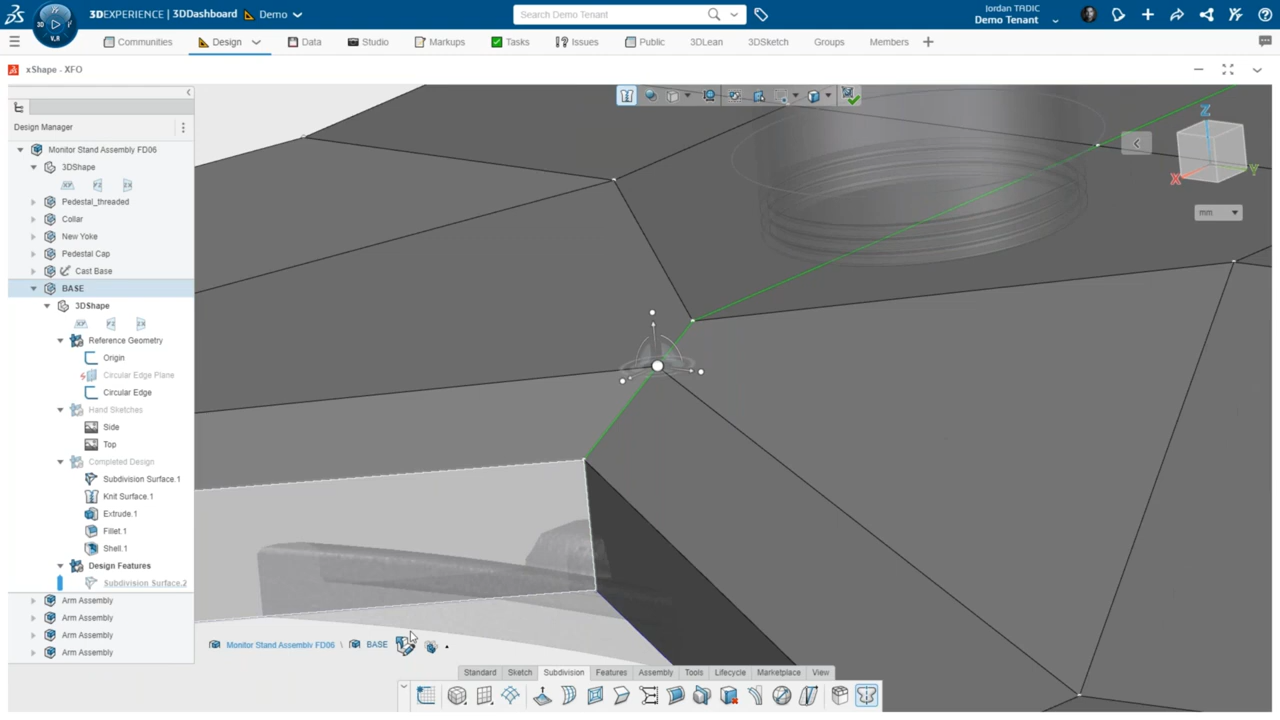 3DEXPERIENCE | 3DDashboard Demo
Search Demo Tenant
Jordan TADIC
Demo Tenant
3D
V.R
Communities
Design
Data
Studio
Markups
Tasks
Issues
Public
3DLean
3DSketch
Groups
Members
xShape - XFO
Design Manager
Monitor Stand Assembly FD06
3DShape
Pedestal_threaded
Collar
New Yoke
Pedestal Cap
Cast Base
BASE
3DShape
Reference Geometry
Origin
Circular Edge Plane
Circular Edge
Hand Sketches
Side
Top
Completed Design
Subdivision Surface.1
Knit Surface.1
Extrude.1
Fillet.1
Shell.1
Design Features
Subdivision Surface.2
Arm Assembly
Arm Assembly
Arm Assembly
Arm Assembly
Z
X
Y
mm
Monitor Stand Assembly FD06 \ BASE
Standard
Sketch
Subdivision
Features
Assembly
Tools
Lifecycle
Marketplace
View